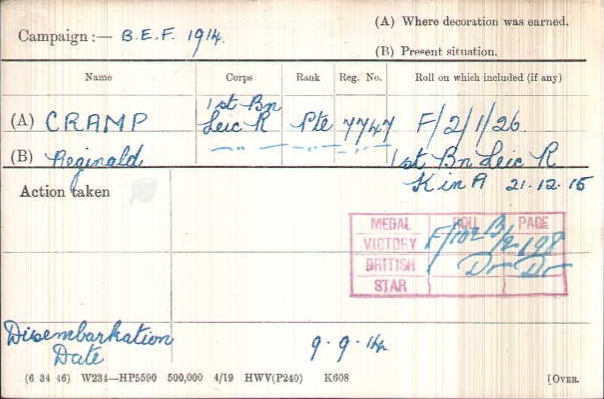 (A) Where decoration was earned.
Campaign :— B.E.F. 1914.
(B) Present situation.
Name Corps Rank Reg. No. Roll on which included (if any)
1st Bn
(A) CRAMP Leic R Pte 7747 F/2/1/26.
(B) Reginald —"— —"— —"— 1st Bn Leic R
Action taken K in A 21.12.15
MEDAL ROLL PAGE
VICTORY F/102 B/2 198
BRITISH Do Do
STAR
Disembarkation
Date 9-9-14
(6 34 46) W234—HP5590 500,000 4/19 HWV(P240) K608 [OVER.